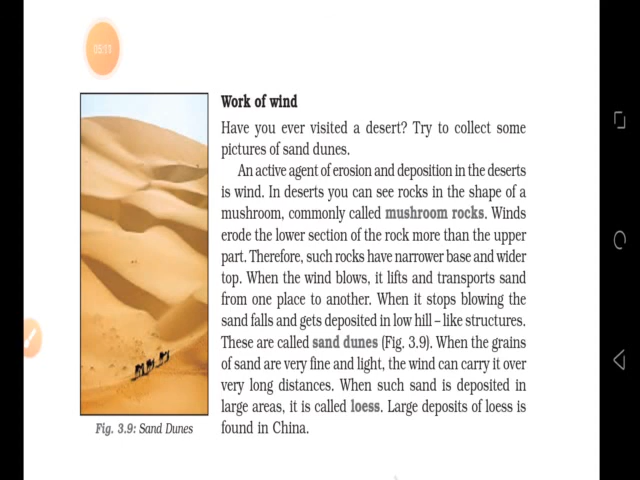 05:11
Work of wind
Have you ever visited a desert? Try to collect some
pictures of sand dunes.
An active agent of erosion and deposition in the deserts
is wind. In deserts you can see rocks in the shape of a
mushroom, commonly called mushroom rocks. Winds
erode the lower section of the rock more than the upper
part. Therefore, such rocks have narrower base and wider
top. When the wind blows, it lifts and transports sand
from one place to another. When it stops blowing the
sand falls and gets deposited in low hill – like structures.
These are called sand dunes (Fig. 3.9). When the grains
of sand are very fine and light, the wind can carry it over
very long distances. When such sand is deposited in
large areas, it is called loess. Large deposits of loess is
found in China.
Fig. 3.9: Sand Dunes